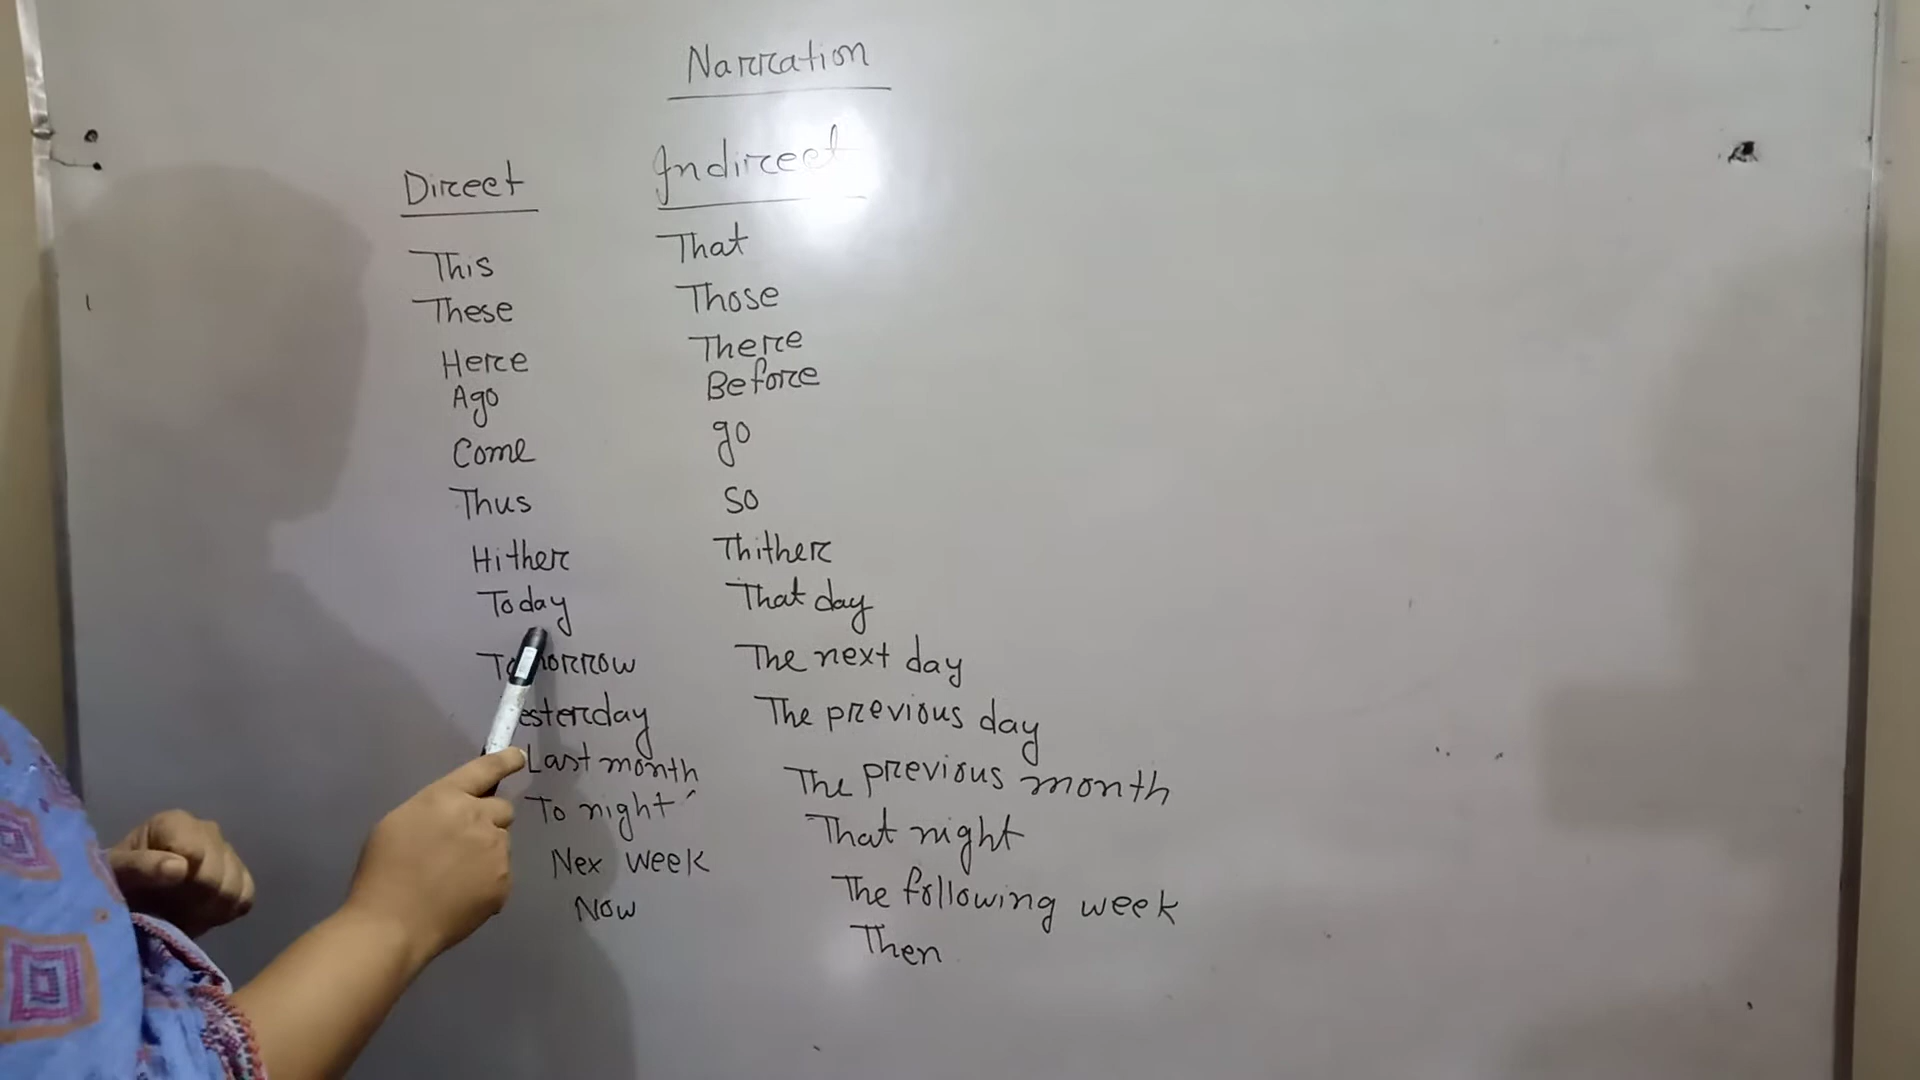 Narration
Direct Indirect
This That
These Those
Here There
Ago Before
Come go
Thus so
Hither Thither
Today That day
Tomorrow The next day
Yesterday The previous day
Last month The previous month
To night That night
Nex week The following week
Now Then